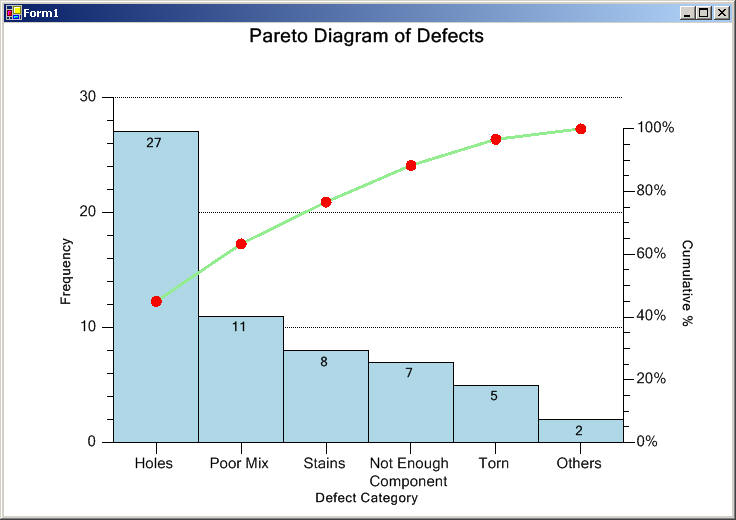 Form1
Pareto Diagram of Defects
30
27
100%
80%
20
60%
Frequency
Cumulative %
11
10
40%
8
7
20%
5
2
0
0%
Holes
Poor Mix
Stains
Not Enough
Component
Torn
Others
Defect Category